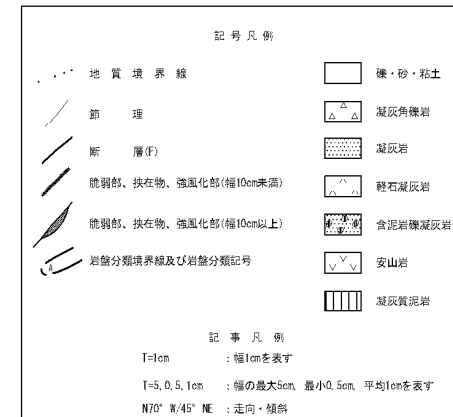 記号凡例
地質境界線
礫・砂・粘土
節理
凝灰角礫岩
断層(F)
凝灰岩
脆弱部、挟在物、強風化部(幅10cm未満)
軽石凝灰岩
脆弱部、挟在物、強風化部(幅10cm以上)
含泥岩礫凝灰岩
A 岩盤分類境界線及び岩盤分類記号
安山岩
凝灰質泥岩
記事凡例
T=1cm :幅1cmを表す
T=5,0.5,1cm :幅の最大5cm, 最小0.5cm, 平均1cmを表す
N70°W/45°NE :走向・傾斜